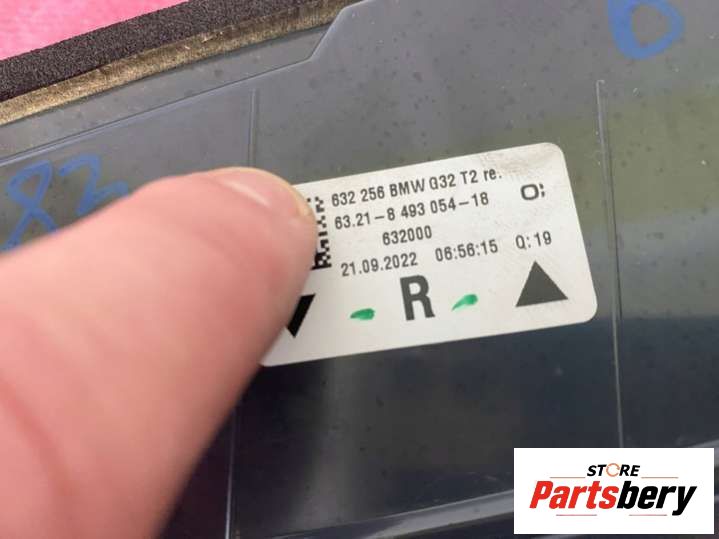 B
83
632 256 BMW G32 T2 re.
63.21-8 493 054-18
632000
21.09.2022 06:56:15 Q:19
R
STORE
Partsbery